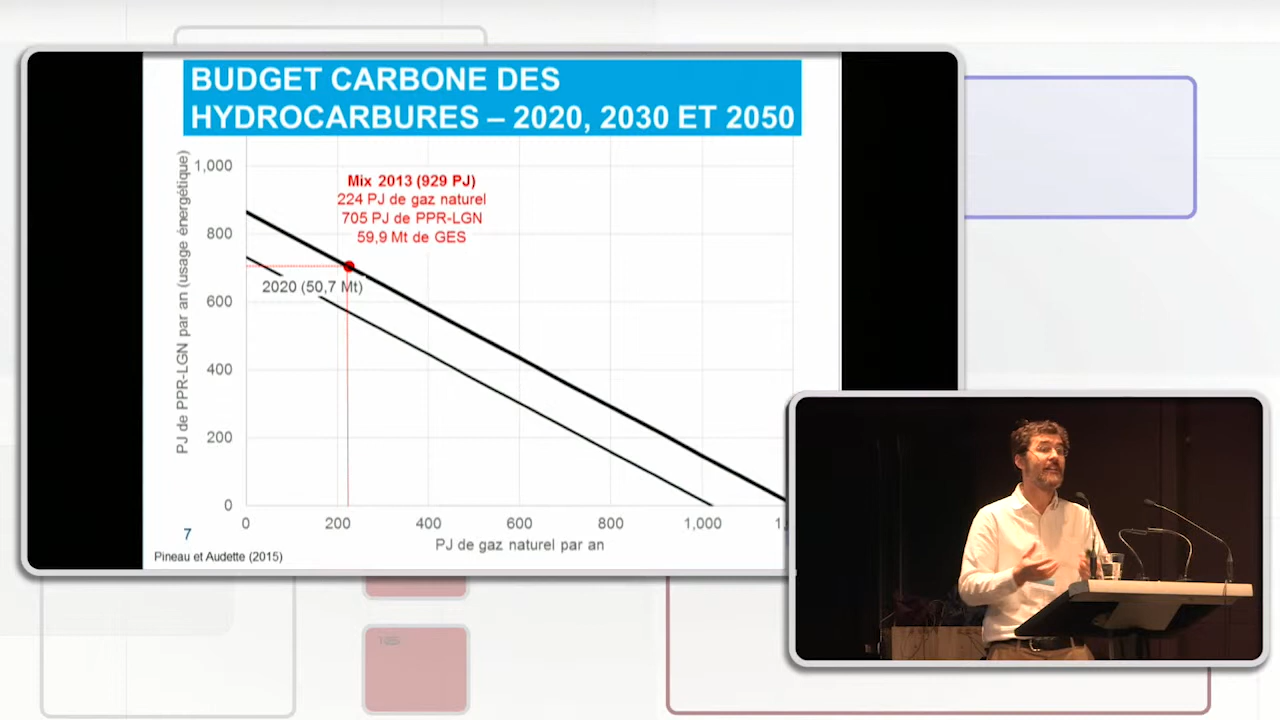 BUDGET CARBONE DES
HYDROCARBURES – 2020, 2030 ET 2050
PJ de PPR-LGN par an (usage énergétique)
1,000
800
600
400
200
0
Mix 2013 (929 PJ)
224 PJ de gaz naturel
705 PJ de PPR-LGN
59,9 Mt de GES
2020 (50,7 Mt)
0
200
400
600
800
1,000
PJ de gaz naturel par an
7
Pineau et Audette (2015)